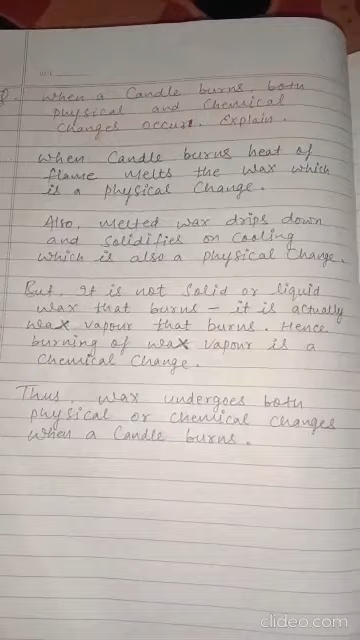 DATE
Q. When a Candle burns, both
physical and Chemical
Changes occurs. Explain.
When Candle burns heat of
flame melts the wax which
is a physical Change.
Also, melted wax drips down
and solidifies on cooling
which is also a physical Change.
But, It is not solid or liquid
wax that burns - it is actually
wax vapour that burns. Hence
burning of wax vapour is a
Chemical Change.
Thus, wax undergoes both
physical or chemical changes
when a Candle burns.
clideo.com